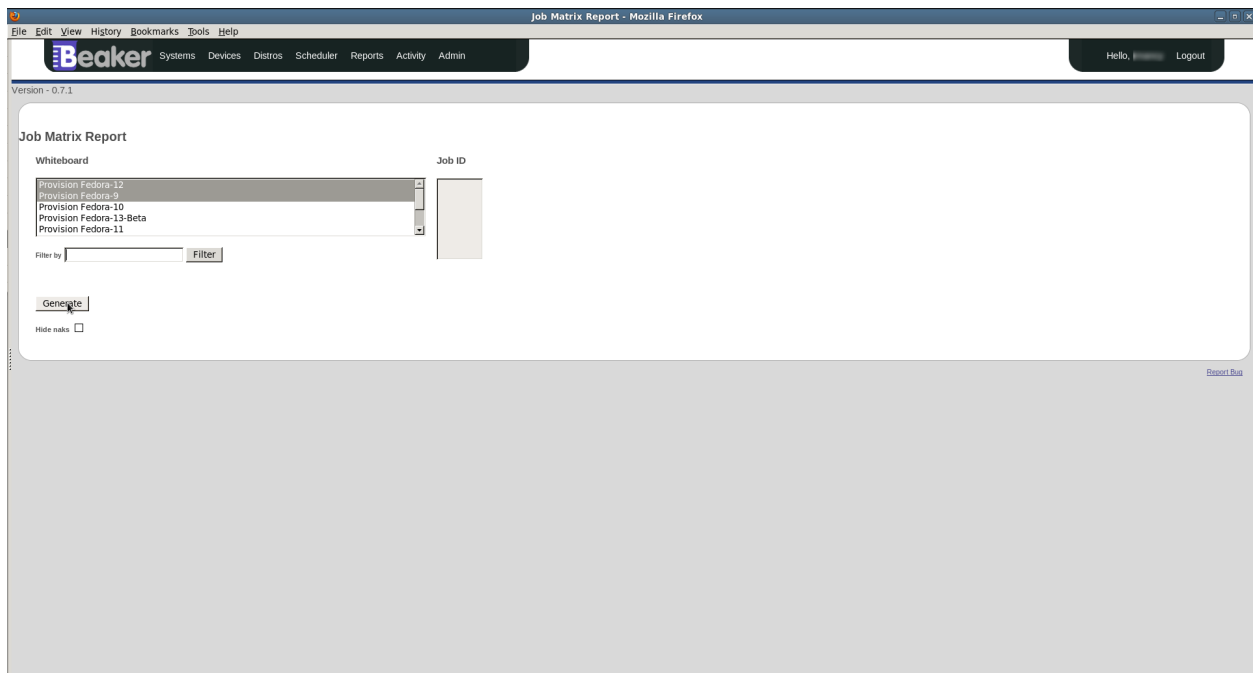 Job Matrix Report - Mozilla Firefox
File Edit View History Bookmarks Tools Help
Beaker Systems Devices Distros Scheduler Reports Activity Admin Hello, Logout
Version - 0.7.1
Job Matrix Report
Whiteboard Job ID
Provision Fedora-12
Provision Fedora-9
Provision Fedora-10
Provision Fedora-13-Beta
Provision Fedora-11
Filter by Filter
Generate
Hide naks
Report Bug